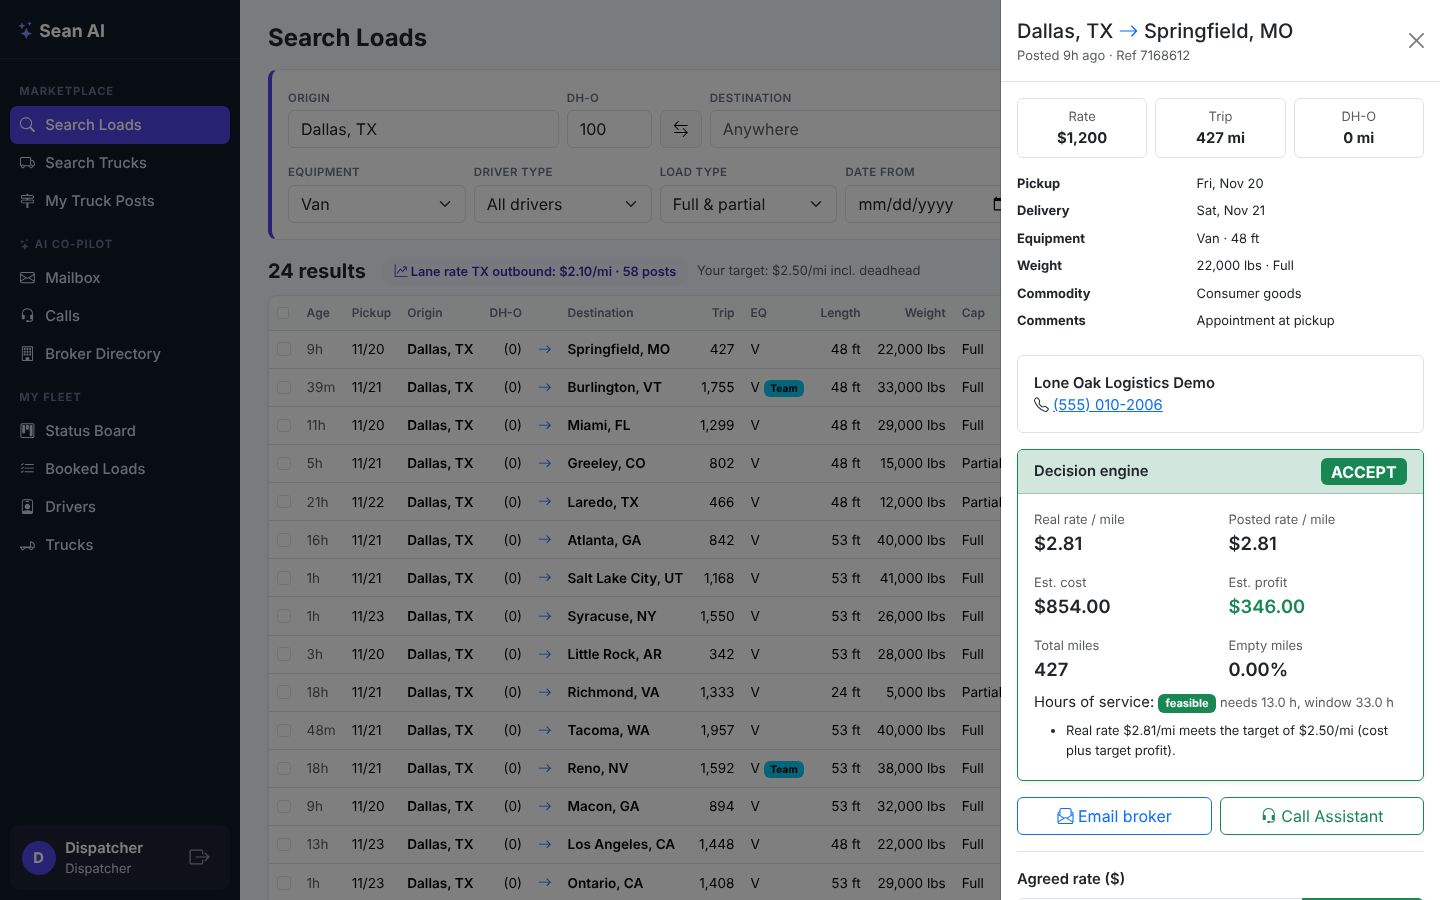 Sean AI
MARKETPLACE
Search Loads
Search Trucks
My Truck Posts
AI CO-PILOT
Mailbox
Calls
Broker Directory
MY FLEET
Status Board
Booked Loads
Drivers
Trucks
D
Dispatcher
Dispatcher
Search Loads
ORIGIN DH-O DESTINATION
Dallas, TX 100 Anywhere
EQUIPMENT DRIVER TYPE LOAD TYPE DATE FROM
Van All drivers Full & partial mm/dd/yyyy
24 results Lane rate TX outbound: $2.10/mi · 58 posts Your target: $2.50/mi incl. deadhead
Age Pickup Origin DH-O Destination Trip EQ Length Weight Cap
9h 11/20 Dallas, TX (0) → Springfield, MO 427 V 48 ft 22,000 lbs Full
39m 11/21 Dallas, TX (0) → Burlington, VT 1,755 V Team 48 ft 33,000 lbs Full
11h 11/20 Dallas, TX (0) → Miami, FL 1,299 V 48 ft 29,000 lbs Full
5h 11/21 Dallas, TX (0) → Greeley, CO 802 V 48 ft 15,000 lbs Partial
21h 11/22 Dallas, TX (0) → Laredo, TX 466 V 48 ft 12,000 lbs Partial
16h 11/21 Dallas, TX (0) → Atlanta, GA 842 V 53 ft 40,000 lbs Full
1h 11/21 Dallas, TX (0) → Salt Lake City, UT 1,168 V 53 ft 41,000 lbs Full
1h 11/23 Dallas, TX (0) → Syracuse, NY 1,550 V 53 ft 26,000 lbs Full
3h 11/20 Dallas, TX (0) → Little Rock, AR 342 V 53 ft 28,000 lbs Full
18h 11/21 Dallas, TX (0) → Richmond, VA 1,333 V 24 ft 5,000 lbs Partial
48m 11/21 Dallas, TX (0) → Tacoma, WA 1,957 V 53 ft 40,000 lbs Full
18h 11/21 Dallas, TX (0) → Reno, NV 1,592 V Team 53 ft 38,000 lbs Full
9h 11/20 Dallas, TX (0) → Macon, GA 894 V 53 ft 32,000 lbs Full
13h 11/23 Dallas, TX (0) → Los Angeles, CA 1,448 V 48 ft 22,000 lbs Full
1h 11/23 Dallas, TX (0) → Ontario, CA 1,408 V 53 ft 29,000 lbs Full
Dallas, TX → Springfield, MO
Posted 9h ago · Ref 7168612
Rate Trip DH-O
$1,200 427 mi 0 mi
Pickup Fri, Nov 20
Delivery Sat, Nov 21
Equipment Van · 48 ft
Weight 22,000 lbs · Full
Commodity Consumer goods
Comments Appointment at pickup
Lone Oak Logistics Demo
(555) 010-2006
Decision engine ACCEPT
Real rate / mile Posted rate / mile
$2.81 $2.81
Est. cost Est. profit
$854.00 $346.00
Total miles Empty miles
427 0.00%
Hours of service: feasible needs 13.0 h, window 33.0 h
• Real rate $2.81/mi meets the target of $2.50/mi (cost
plus target profit).
Email broker Call Assistant
Agreed rate ($)